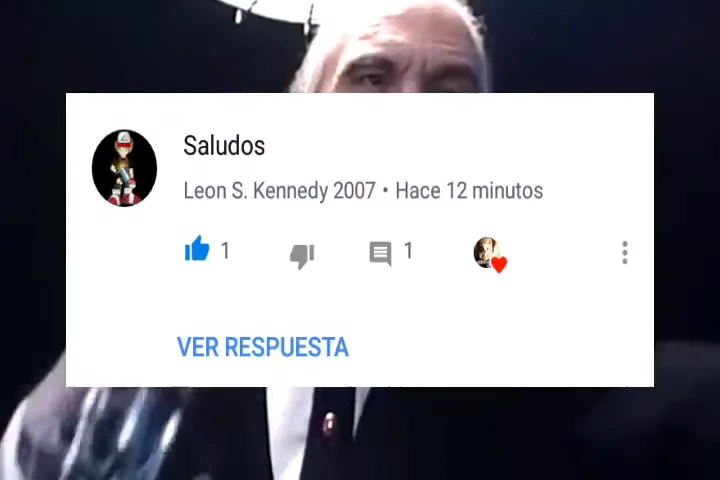 Saludos
Leon S. Kennedy 2007 • Hace 12 minutos
1
1
VER RESPUESTA